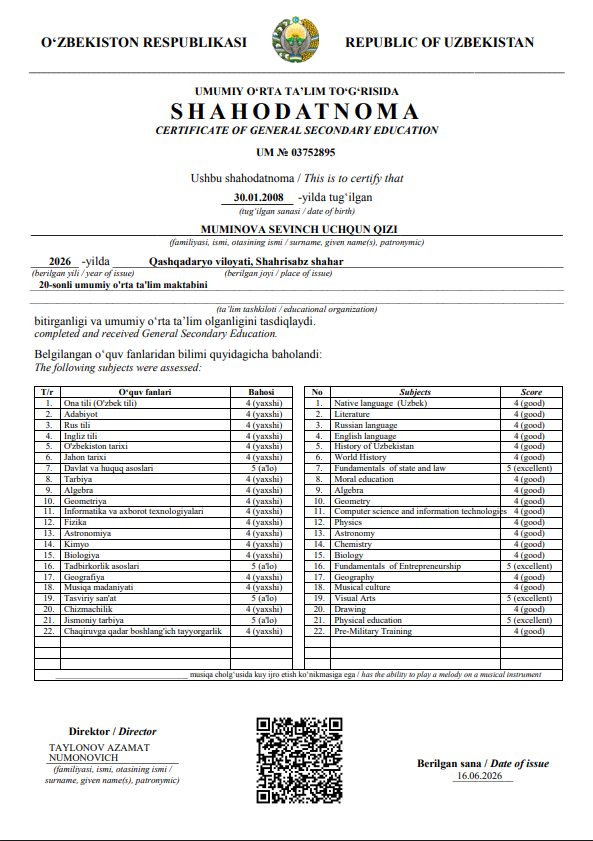 O‘ZBEKISTON RESPUBLIKASI REPUBLIC OF UZBEKISTAN
UMUMIY O‘RTA TA’LIM TO‘G‘RISIDA
SHAHODATNOMA
CERTIFICATE OF GENERAL SECONDARY EDUCATION
UM № 03752895
Ushbu shahodatnoma / This is to certify that
30.01.2008 -yilda tug‘ilgan
(tug‘ilgan sanasi / date of birth)
MUMINOVA SEVINCH UCHQUN QIZI
(familiyasi, ismi, otasining ismi / surname, given name(s), patronymic)
2026 -yilda Qashqadaryo viloyati, Shahrisabz shahar
(berilgan yili / year of issue) (berilgan joyi / place of issue)
20-sonli umumiy o'rta ta'lim maktabini
(ta’lim tashkiloti / educational organization)
bitirganligi va umumiy o‘rta ta’lim olganligini tasdiqlaydi.
completed and received General Secondary Education.
Belgilangan o‘quv fanlaridan bilimi quyidagicha baholandi:
The following subjects were assessed:
T/r O‘quv fanlari Bahosi No Subjects Score
1. Ona tili (O'zbek tili) 4 (yaxshi) 1. Native language (Uzbek) 4 (good)
2. Adabiyot 4 (yaxshi) 2. Literature 4 (good)
3. Rus tili 4 (yaxshi) 3. Russian language 4 (good)
4. Ingliz tili 4 (yaxshi) 4. English language 4 (good)
5. O'zbekiston tarixi 4 (yaxshi) 5. History of Uzbekistan 4 (good)
6. Jahon tarixi 4 (yaxshi) 6. World History 4 (good)
7. Davlat va huquq asoslari 5 (a'lo) 7. Fundamentals of state and law 5 (excellent)
8. Tarbiya 4 (yaxshi) 8. Moral education 4 (good)
9. Algebra 4 (yaxshi) 9. Algebra 4 (good)
10. Geometriya 4 (yaxshi) 10. Geometry 4 (good)
11. Informatika va axborot texnologiyalari 4 (yaxshi) 11. Computer science and information technologies 4 (good)
12. Fizika 4 (yaxshi) 12. Physics 4 (good)
13. Astronomiya 4 (yaxshi) 13. Astronomy 4 (good)
14. Kimyo 4 (yaxshi) 14. Chemistry 4 (good)
15. Biologiya 4 (yaxshi) 15. Biology 4 (good)
16. Tadbirkorlik asoslari 5 (a'lo) 16. Fundamentals of Entrepreneurship 5 (excellent)
17. Geografiya 4 (yaxshi) 17. Geography 4 (good)
18. Musiqa madaniyati 4 (yaxshi) 18. Musical culture 4 (good)
19. Tasviriy san'at 5 (a'lo) 19. Visual Arts 5 (excellent)
20. Chizmachilik 4 (yaxshi) 20. Drawing 4 (good)
21. Jismoniy tarbiya 5 (a'lo) 21. Physical education 5 (excellent)
22. Chaqiruvga qadar boshlang'ich tayyorgarlik 4 (yaxshi) 22. Pre-Military Training 4 (good)
musiqa cholg‘usida kuy ijro etish ko‘nikmasiga ega / has the ability to play a melody on a musical instrument
Direktor / Director
TAYLONOV AZAMAT
NUMONOVICH
(familiyasi, ismi, otasining ismi /
surname, given name(s), patronymic)
Berilgan sana / Date of issue
16.06.2026